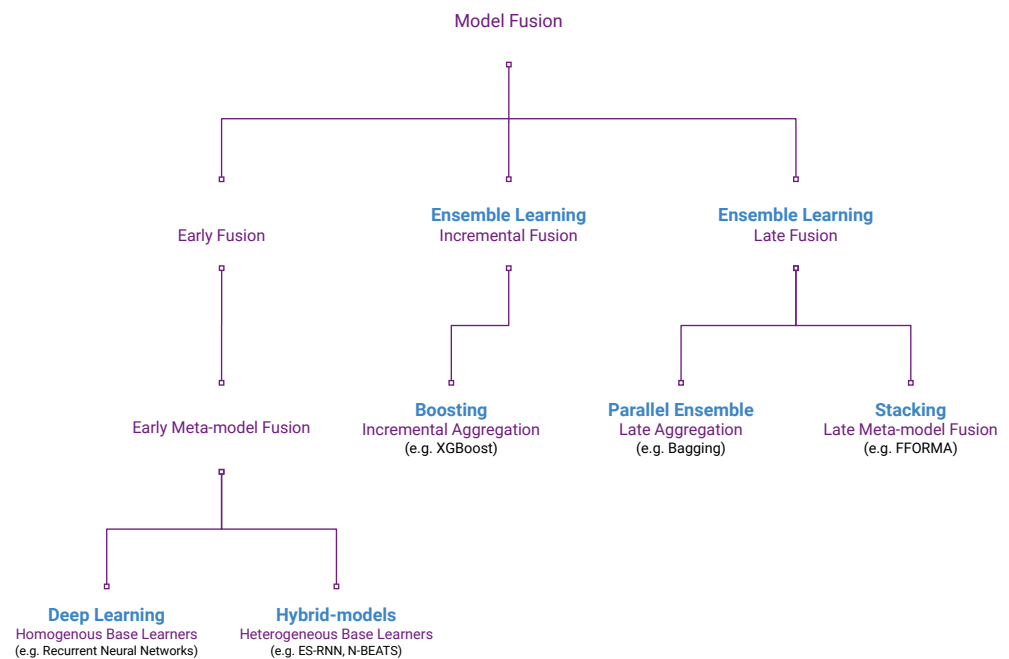 Model Fusion
Early Fusion
Ensemble Learning
Incremental Fusion
Ensemble Learning
Late Fusion
Early Meta-model Fusion
Boosting
Incremental Aggregation
(e.g. XGBoost)
Parallel Ensemble
Late Aggregation
(e.g. Bagging)
Stacking
Late Meta-model Fusion
(e.g. FFORMA)
Deep Learning
Homogenous Base Learners
(e.g. Recurrent Neural Networks)
Hybrid-models
Heterogeneous Base Learners
(e.g. ES-RNN, N-BEATS)